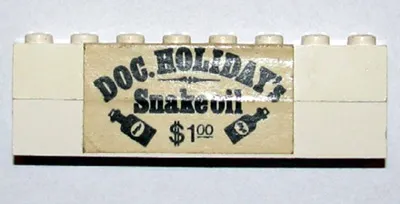 DOC. HOLIDAY's
Snake oil
$1.00